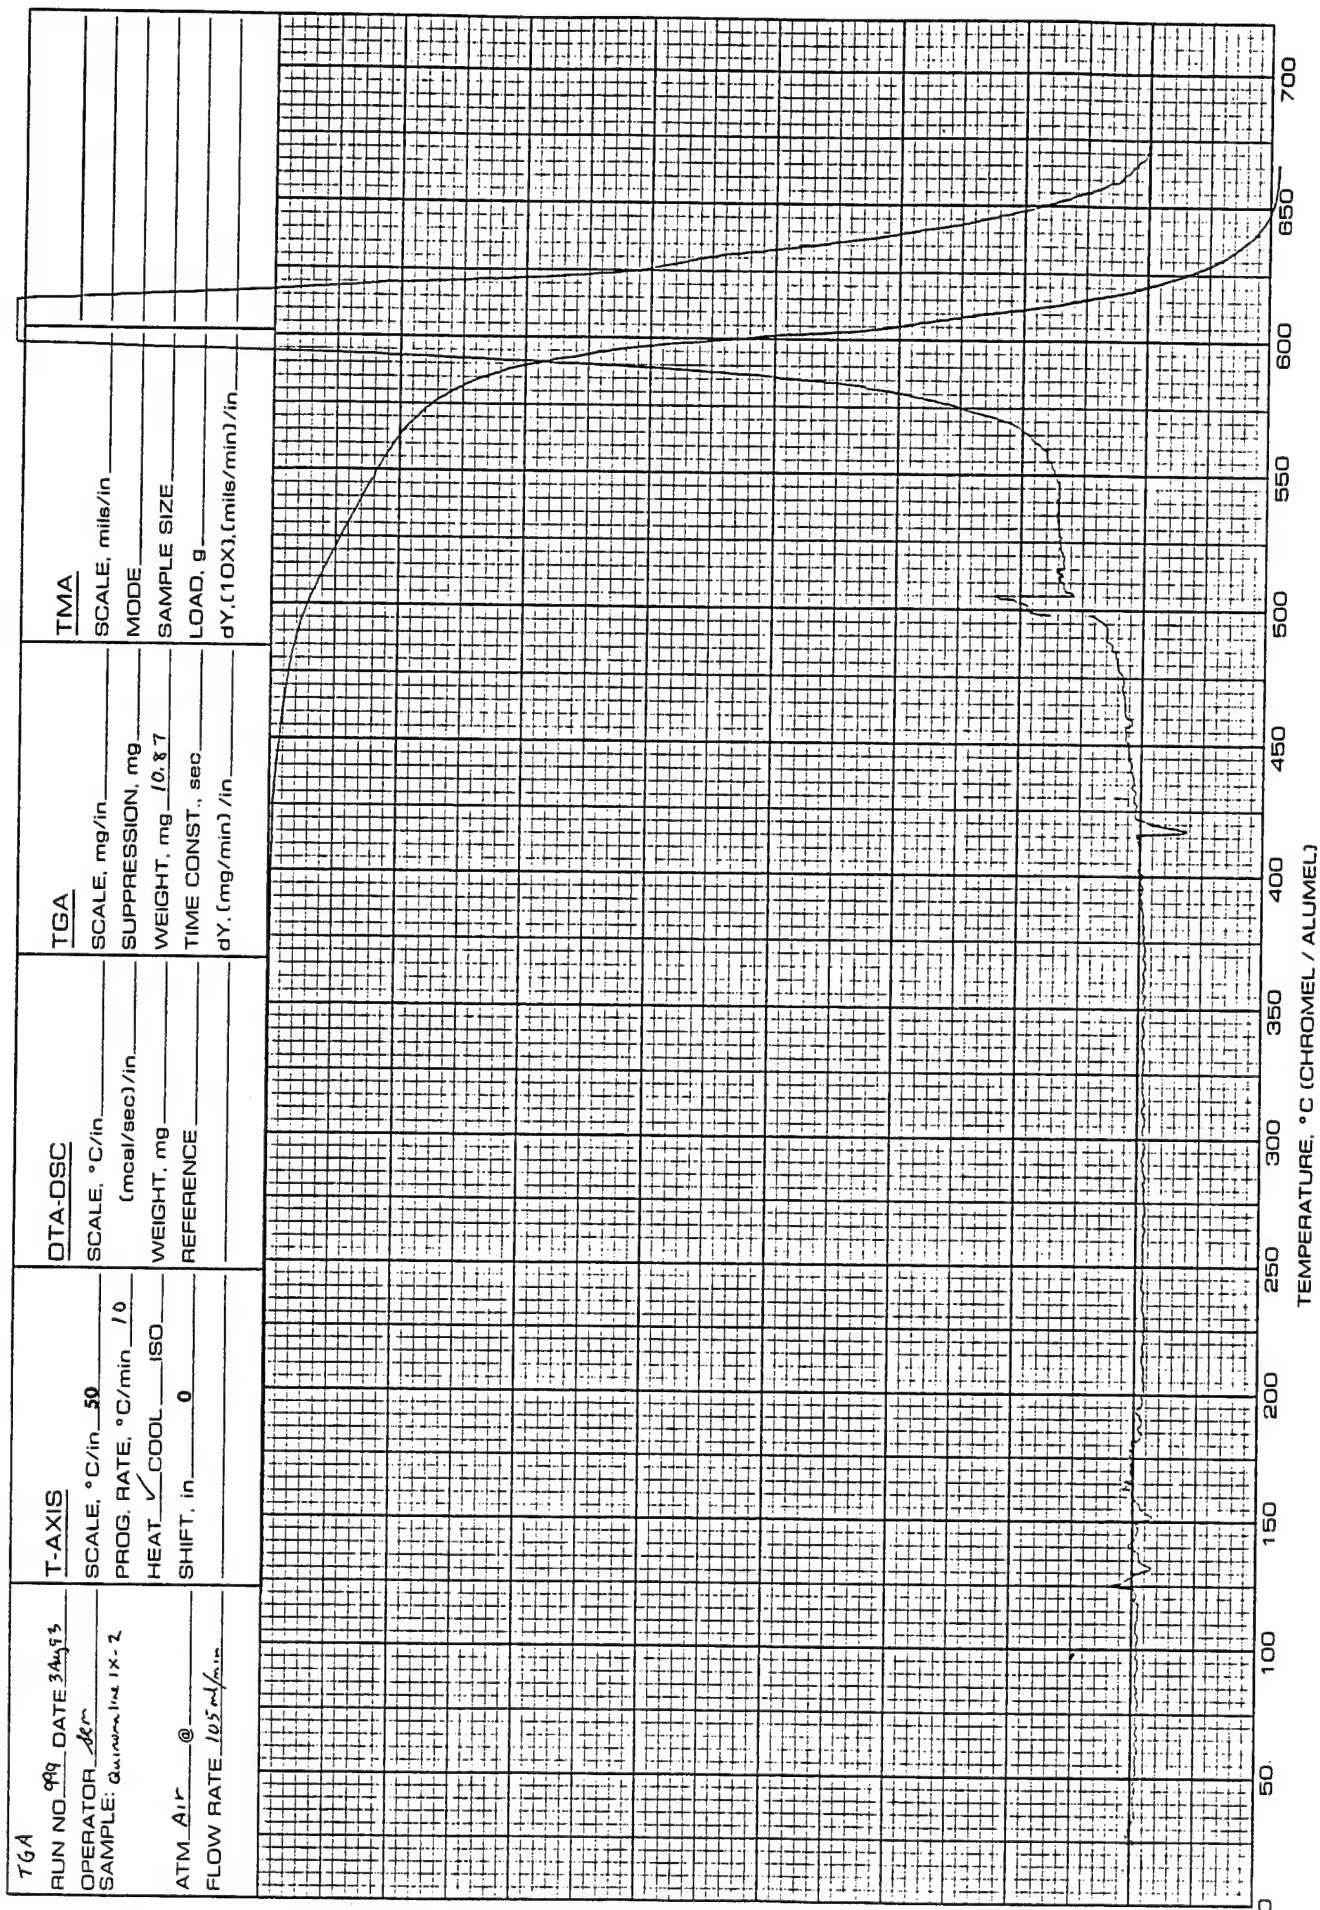 TGA
RUN NO. 999 DATE 3Aug93
OPERATOR
SAMPLE: IX-2
ATM Air @
FLOW RATE 105 ml/min
T-AXIS
SCALE, °C/in 50
PROG. RATE, °C/min 10
HEAT ✓ COOL ISO
SHIFT, in 0
DTA-DSC
SCALE, °C/in
(mcal/sec)/in
WEIGHT, mg
REFERENCE
TGA
SCALE, mg/in
SUPPRESSION, mg
WEIGHT, mg 10.87
TIME CONST., sec
dY, (mg/min)/in
TMA
SCALE, mils/in
MODE
SAMPLE SIZE
LOAD, g
dY, (10X), (mils/min)/in
0 50 100 150 200 250 300 350 400 450 500 550 600 650 700
TEMPERATURE, °C (CHROMEL / ALUMEL)